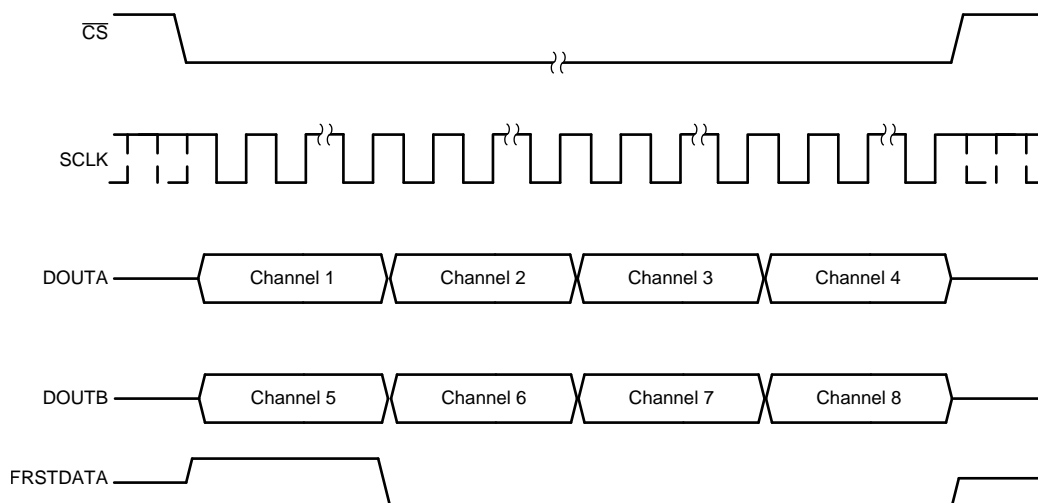 C̅S̅
SCLK
DOUTA
Channel 1
Channel 2
Channel 3
Channel 4
DOUTB
Channel 5
Channel 6
Channel 7
Channel 8
FRSTDATA